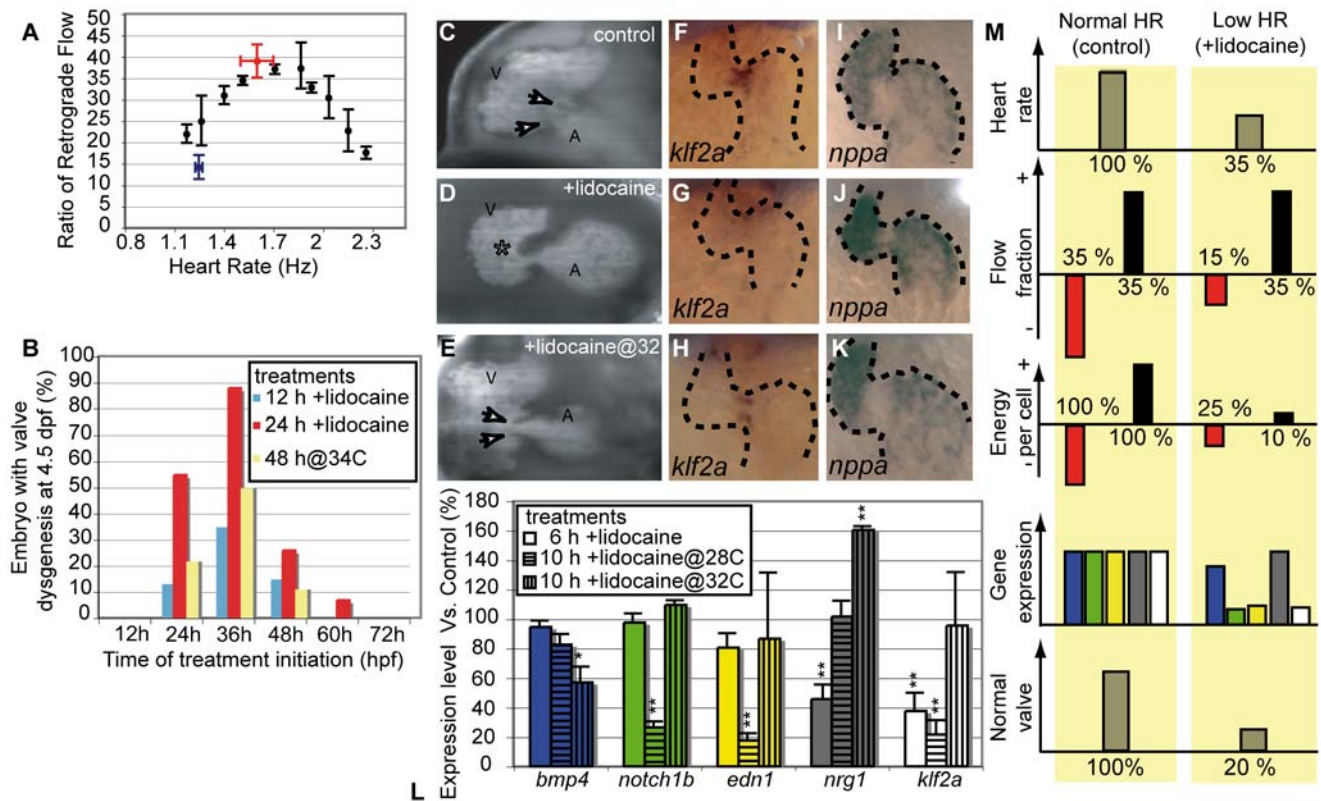 A
Ratio of Retrograde Flow
50
45
40
35
30
25
20
15
10
5
0
0.8 1.1 1.4 1.7 2 2.3
Heart Rate (Hz)
B
Embryo with valve
dysgenesis at 4.5 dpf (%)
100
90
80
70
60
50
40
30
20
10
0
treatments
12 h +lidocaine
24 h +lidocaine
48 h@34C
12h 24h 36h 48h 60h 72h
Time of treatment initiation (hpf)
C
control
V
A
D
+lidocaine
V
A
E
+lidocaine@32
V
A
F
klf2a
G
klf2a
H
klf2a
I
nppa
J
nppa
K
nppa
L
Expression level Vs. Control (%)
180
160
140
120
100
80
60
40
20
0
treatments
6 h +lidocaine
10 h +lidocaine@28C
10 h +lidocaine@32C
*
**
**
**
**
**
**
bmp4 notch1b edn1 nrg1 klf2a
M
Normal HR
(control)
Low HR
(+lidocaine)
Heart
rate
100 %
35 %
Flow
fraction
+
-
35 %
35 %
15 %
35 %
Energy
per cell
+
-
100 %
100 %
25 %
10 %
Gene
expression
Normal
valve
100%
20 %